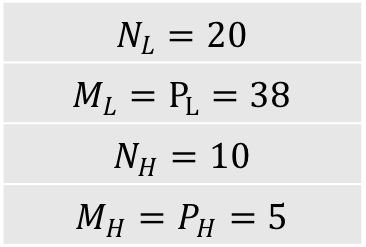 N_L = 20
M_L = P_L = 38
N_H = 10
M_H = P_H = 5